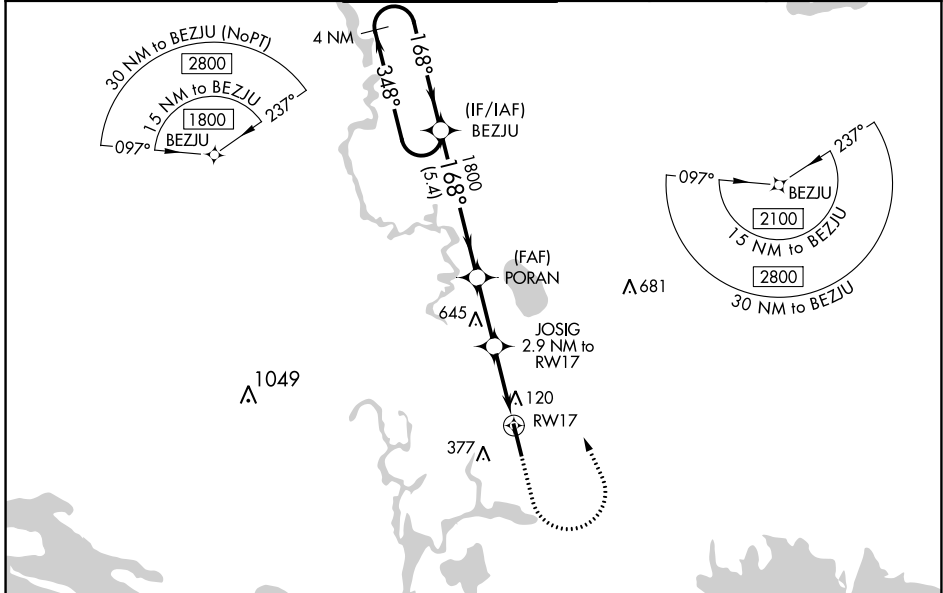 30 NM to BEZJU (NoPT)
2800
15 NM to BEZJU
1800
BEZJU
097°
237°
4 NM
168°
348°
(IF/IAF)
BEZJU
1800
168°
(5.4)
(FAF)
PORAN
645
JOSIG
2.9 NM to
RW17
120
RW17
377
1049
681
097°
237°
BEZJU
2100
15 NM to BEZJU
2800
30 NM to BEZJU